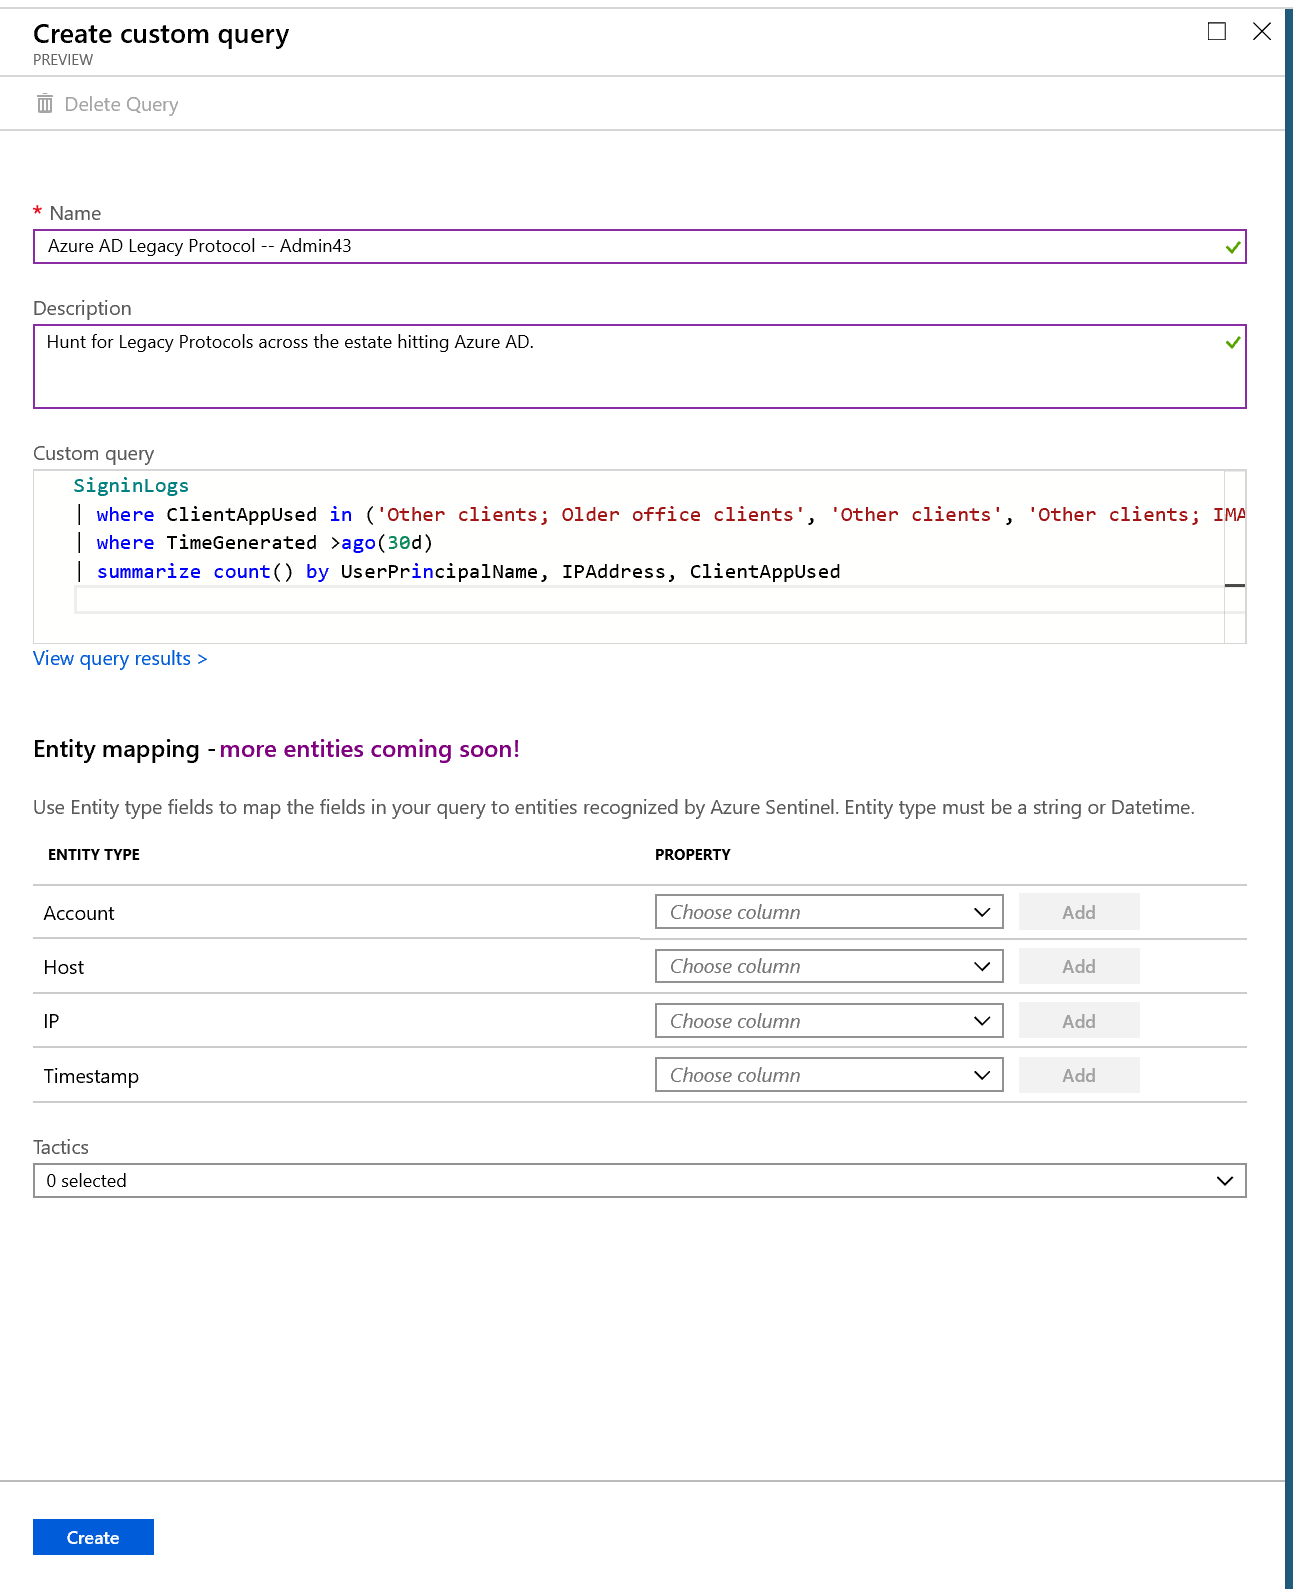 Create custom query
PREVIEW
Delete Query
* Name
Azure AD Legacy Protocol -- Admin43
Description
Hunt for Legacy Protocols across the estate hitting Azure AD.
Custom query
SigninLogs
| where ClientAppUsed in ('Other clients; Older office clients', 'Other clients', 'Other clients; IMA
| where TimeGenerated >ago(30d)
| summarize count() by UserPrincipalName, IPAddress, ClientAppUsed
View query results >
Entity mapping - more entities coming soon!
Use Entity type fields to map the fields in your query to entities recognized by Azure Sentinel. Entity type must be a string or Datetime.
ENTITY TYPE PROPERTY
Account Choose column Add
Host Choose column Add
IP Choose column Add
Timestamp Choose column Add
Tactics
0 selected
Create